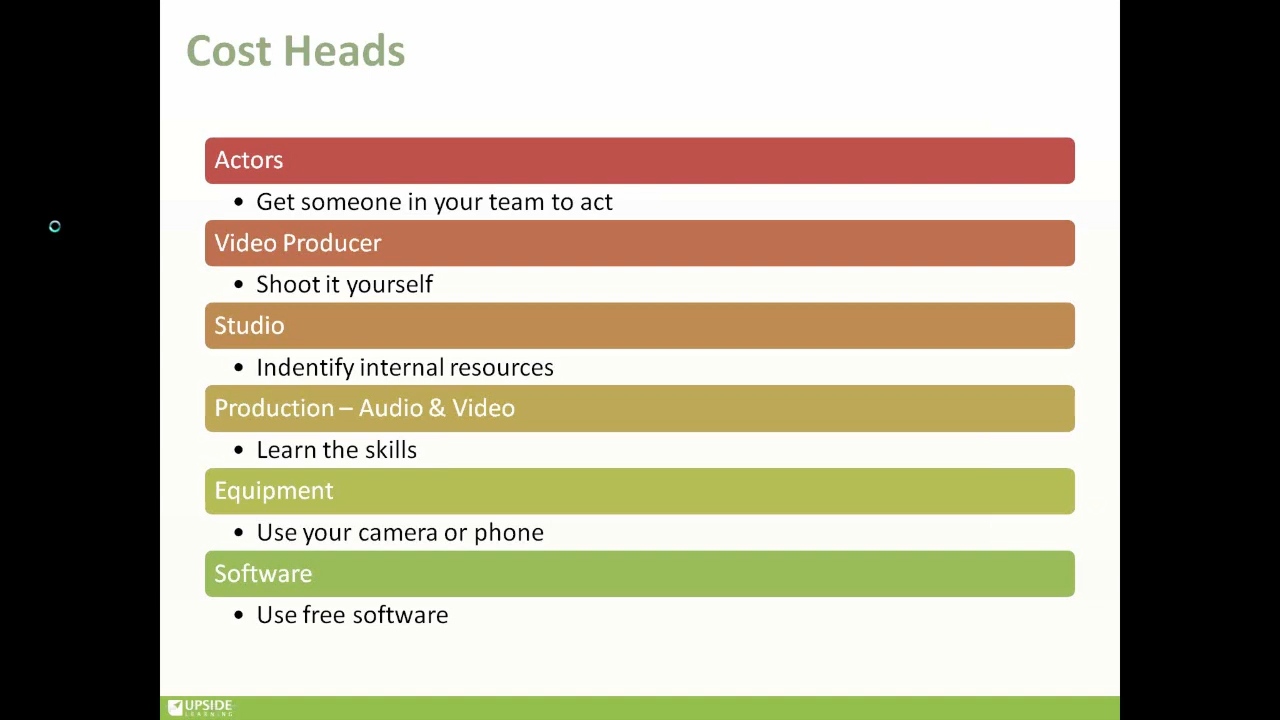 Cost Heads
Actors
• Get someone in your team to act
Video Producer
• Shoot it yourself
Studio
• Indentify internal resources
Production – Audio & Video
• Learn the skills
Equipment
• Use your camera or phone
Software
• Use free software
UPSIDE
LEARNING